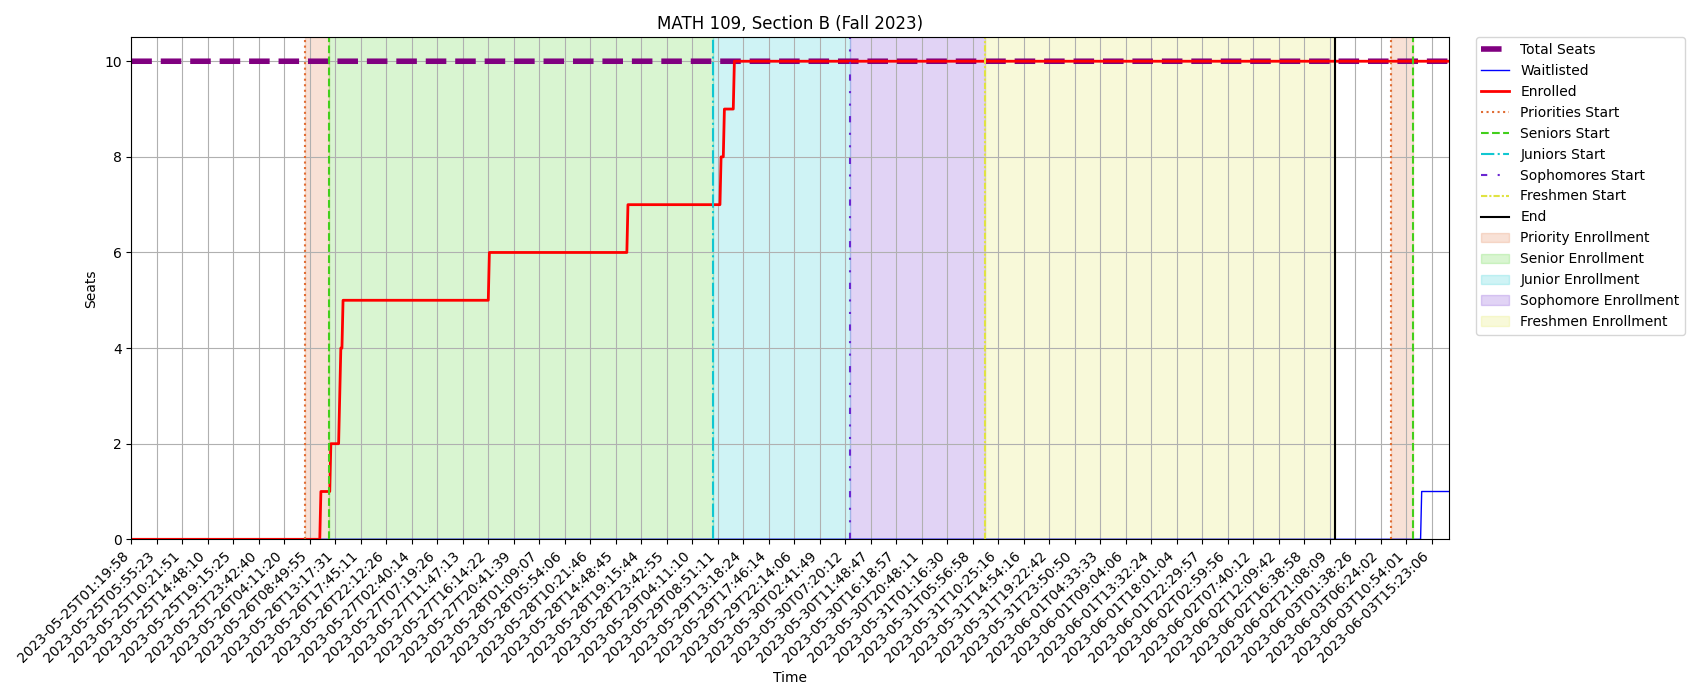 MATH 109, Section B (Fall 2023)
Seats
10
8
6
4
2
0
2023-05-25T01:19:58
2023-05-25T05:55:23
2023-05-25T10:21:51
2023-05-25T14:48:10
2023-05-25T19:15:25
2023-05-25T23:42:40
2023-05-26T04:11:20
2023-05-26T08:49:55
2023-05-26T13:17:31
2023-05-26T17:45:11
2023-05-26T22:12:26
2023-05-27T02:40:14
2023-05-27T07:19:26
2023-05-27T11:47:13
2023-05-27T16:14:22
2023-05-27T20:41:39
2023-05-28T01:09:07
2023-05-28T05:54:06
2023-05-28T10:21:46
2023-05-28T14:48:45
2023-05-28T19:15:44
2023-05-28T23:42:55
2023-05-29T04:11:10
2023-05-29T08:51:11
2023-05-29T13:18:24
2023-05-29T17:46:14
2023-05-29T22:14:06
2023-05-30T02:41:49
2023-05-30T07:20:12
2023-05-30T11:48:47
2023-05-30T16:18:57
2023-05-30T20:48:11
2023-05-31T01:16:30
2023-05-31T05:56:58
2023-05-31T10:25:16
2023-05-31T14:54:16
2023-05-31T19:22:42
2023-05-31T23:50:50
2023-06-01T04:33:33
2023-06-01T09:04:06
2023-06-01T13:32:24
2023-06-01T18:01:04
2023-06-01T22:29:57
2023-06-02T02:59:56
2023-06-02T07:40:12
2023-06-02T12:09:42
2023-06-02T16:38:58
2023-06-02T21:08:09
2023-06-03T01:38:26
2023-06-03T06:24:02
2023-06-03T10:54:01
2023-06-03T15:23:06
Time
Total Seats
Waitlisted
Enrolled
Priorities Start
Seniors Start
Juniors Start
Sophomores Start
Freshmen Start
End
Priority Enrollment
Senior Enrollment
Junior Enrollment
Sophomore Enrollment
Freshmen Enrollment